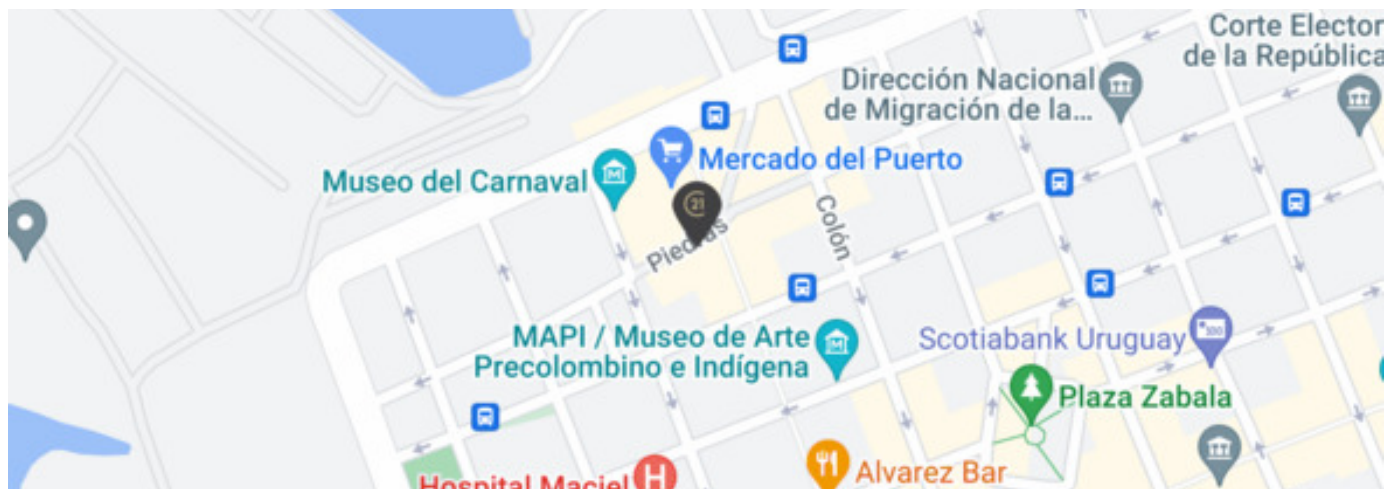 Corte Elector
de la República
Dirección Nacional
de Migración de la...
Mercado del Puerto
Museo del Carnaval
21
Colón
Piedras
MAPI / Museo de Arte
Precolombino e Indígena
Scotiabank Uruguay
Plaza Zabala
Alvarez Bar
Hospital Maciel